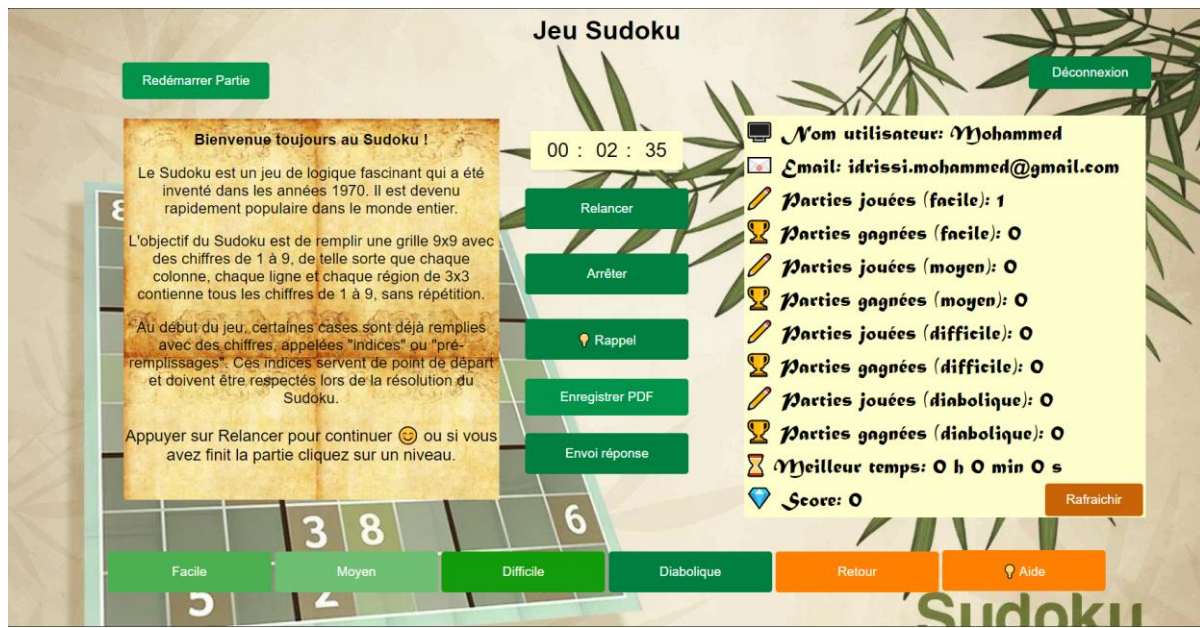 Jeu Sudoku
Redémarrer Partie
Déconnexion
Bienvenue toujours au Sudoku !
Le Sudoku est un jeu de logique fascinant qui a été
inventé dans les années 1970. Il est devenu
rapidement populaire dans le monde entier.
L'objectif du Sudoku est de remplir une grille 9x9 avec
des chiffres de 1 à 9, de telle sorte que chaque
colonne, chaque ligne et chaque région de 3x3
contienne tous les chiffres de 1 à 9, sans répétition.
Au début du jeu, certaines cases sont déjà remplies
avec des chiffres, appelées "indices" ou "pré-
remplissages". Ces indices servent de point de départ
et doivent être respectés lors de la résolution du
Sudoku.
Appuyer sur Relancer pour continuer 😊 ou si vous
avez finit la partie cliquez sur un niveau.
00 : 02 : 35
Relancer
Arrêter
💡 Rappel
Enregistrer PDF
Envoi réponse
Nom utilisateur: Mohammed
Email: idrissi.mohammed@gmail.com
Parties jouées (facile): 1
Parties gagnées (facile): 0
Parties jouées (moyen): 0
Parties gagnées (moyen): 0
Parties jouées (difficile): 0
Parties gagnées (difficile): 0
Parties jouées (diabolique): 0
Parties gagnées (diabolique): 0
Meilleur temps: 0 h 0 min 0 s
Score: 0
Rafraichir
8
3 8 6
Facile
Moyen
Difficile
Diabolique
Retour
💡 Aide
5 2
Sudoku